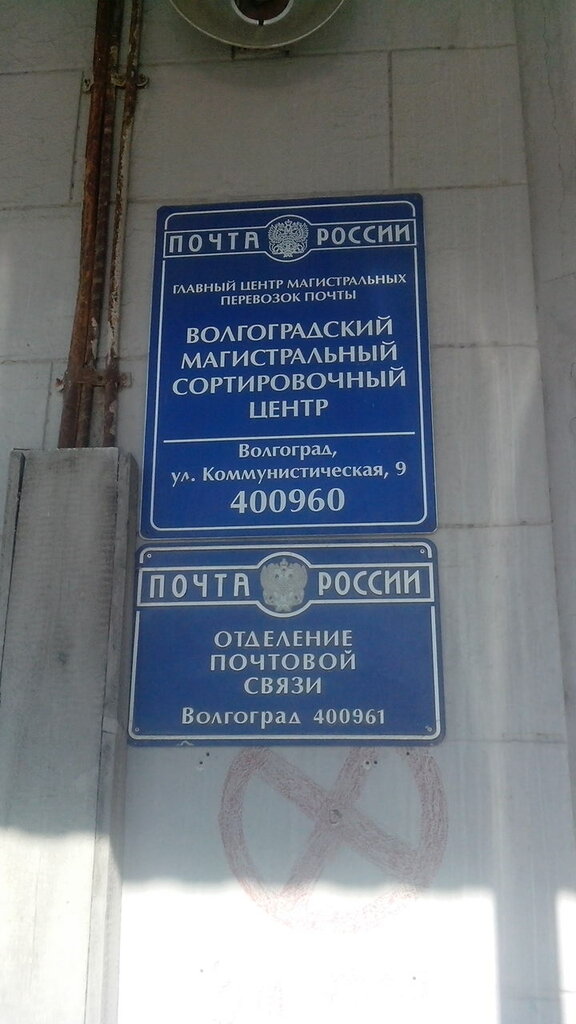 ПОЧТА РОССИИ
ГЛАВНЫЙ ЦЕНТР МАГИСТРАЛЬНЫХ
ПЕРЕВОЗОК ПОЧТЫ
ВОЛГОГРАДСКИЙ
МАГИСТРАЛЬНЫЙ
СОРТИРОВОЧНЫЙ
ЦЕНТР
Волгоград,
ул. Коммунистическая, 9
400960
ПОЧТА РОССИИ
ОТДЕЛЕНИЕ
ПОЧТОВОЙ
СВЯЗИ
Волгоград 400961